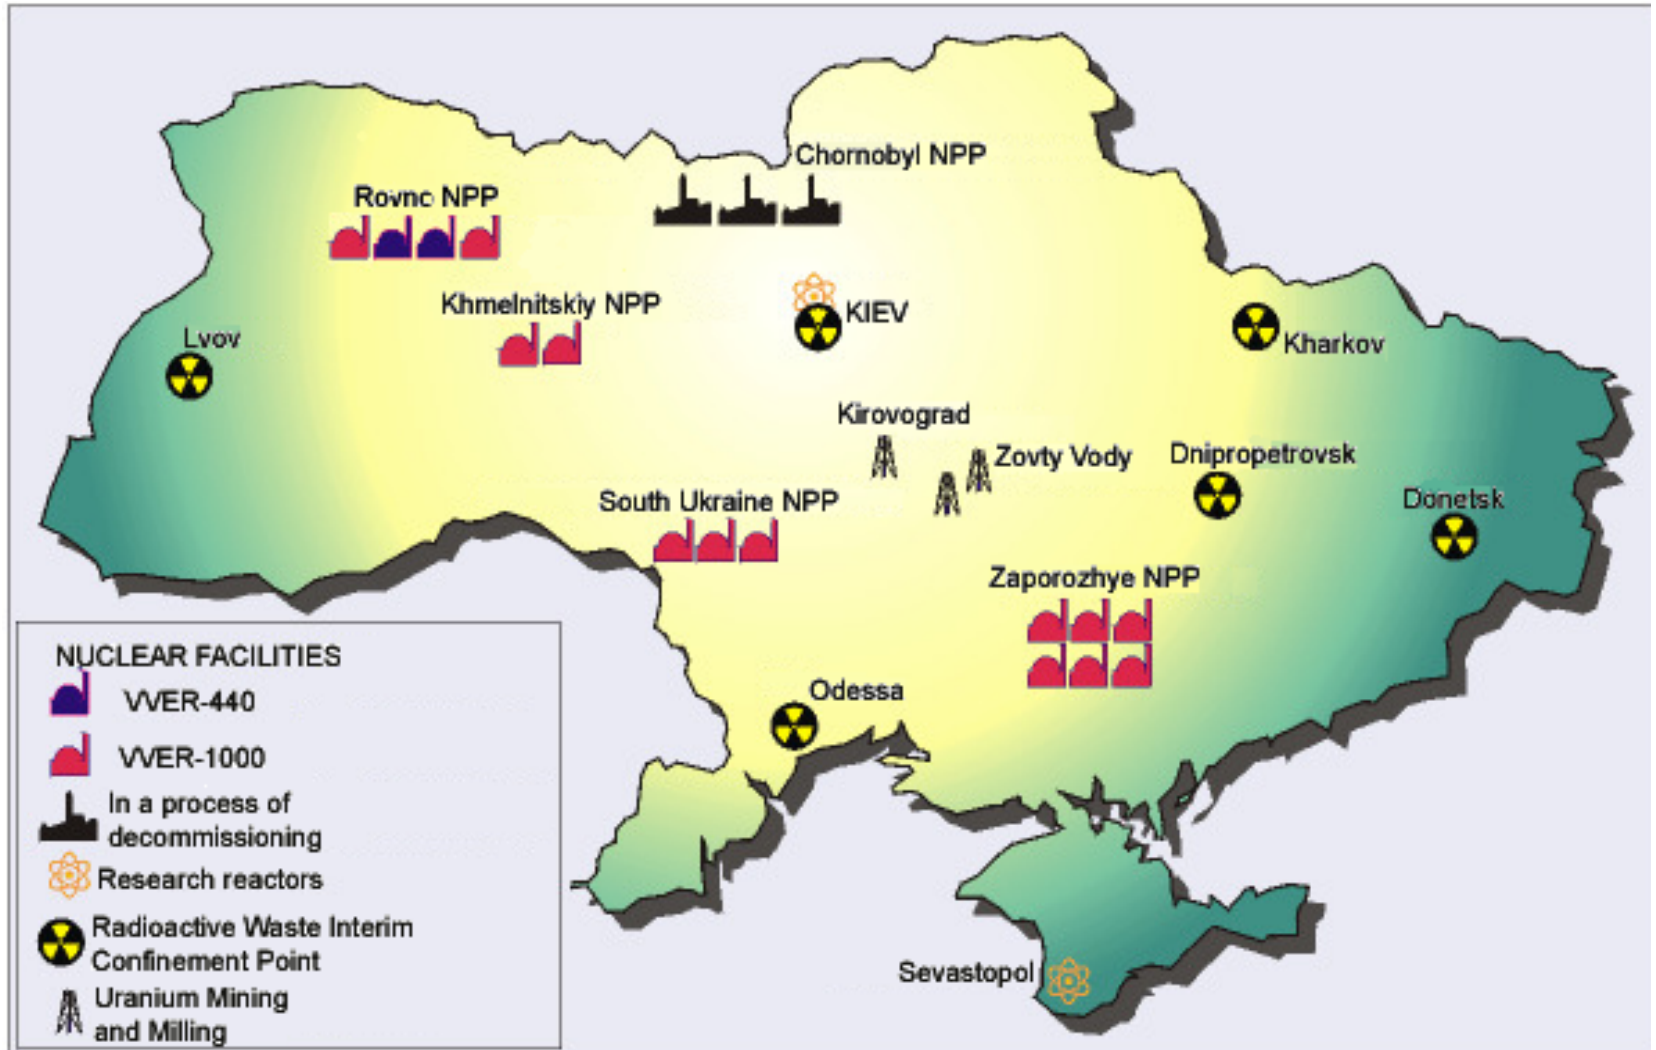 Chornobyl NPP
Rovno NPP
Khmelnitskiy NPP
KIEV
Lvov
Kharkov
Kirovograd
Zovty Vody
Dnipropetrovsk
South Ukraine NPP
Donetsk
Zaporozhye NPP
Odessa
Sevastopol
NUCLEAR FACILITIES
VVER-440
VVER-1000
In a process of
decommissioning
Research reactors
Radioactive Waste Interim
Confinement Point
Uranium Mining
and Milling